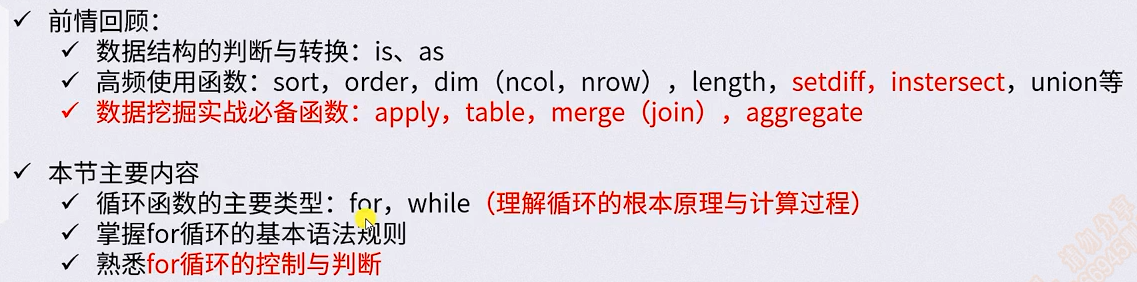 ✓ 前情回顾：
✓ 数据结构的判断与转换：is、as
✓ 高频使用函数：sort，order，dim（ncol，nrow），length，setdiff，instersect，union等
✓ 数据挖掘实战必备函数：apply，table，merge（join），aggregate
✓ 本节主要内容
✓ 循环函数的主要类型：for，while（理解循环的根本原理与计算过程）
✓ 掌握for循环的基本语法规则
✓ 熟悉for循环的控制与判断